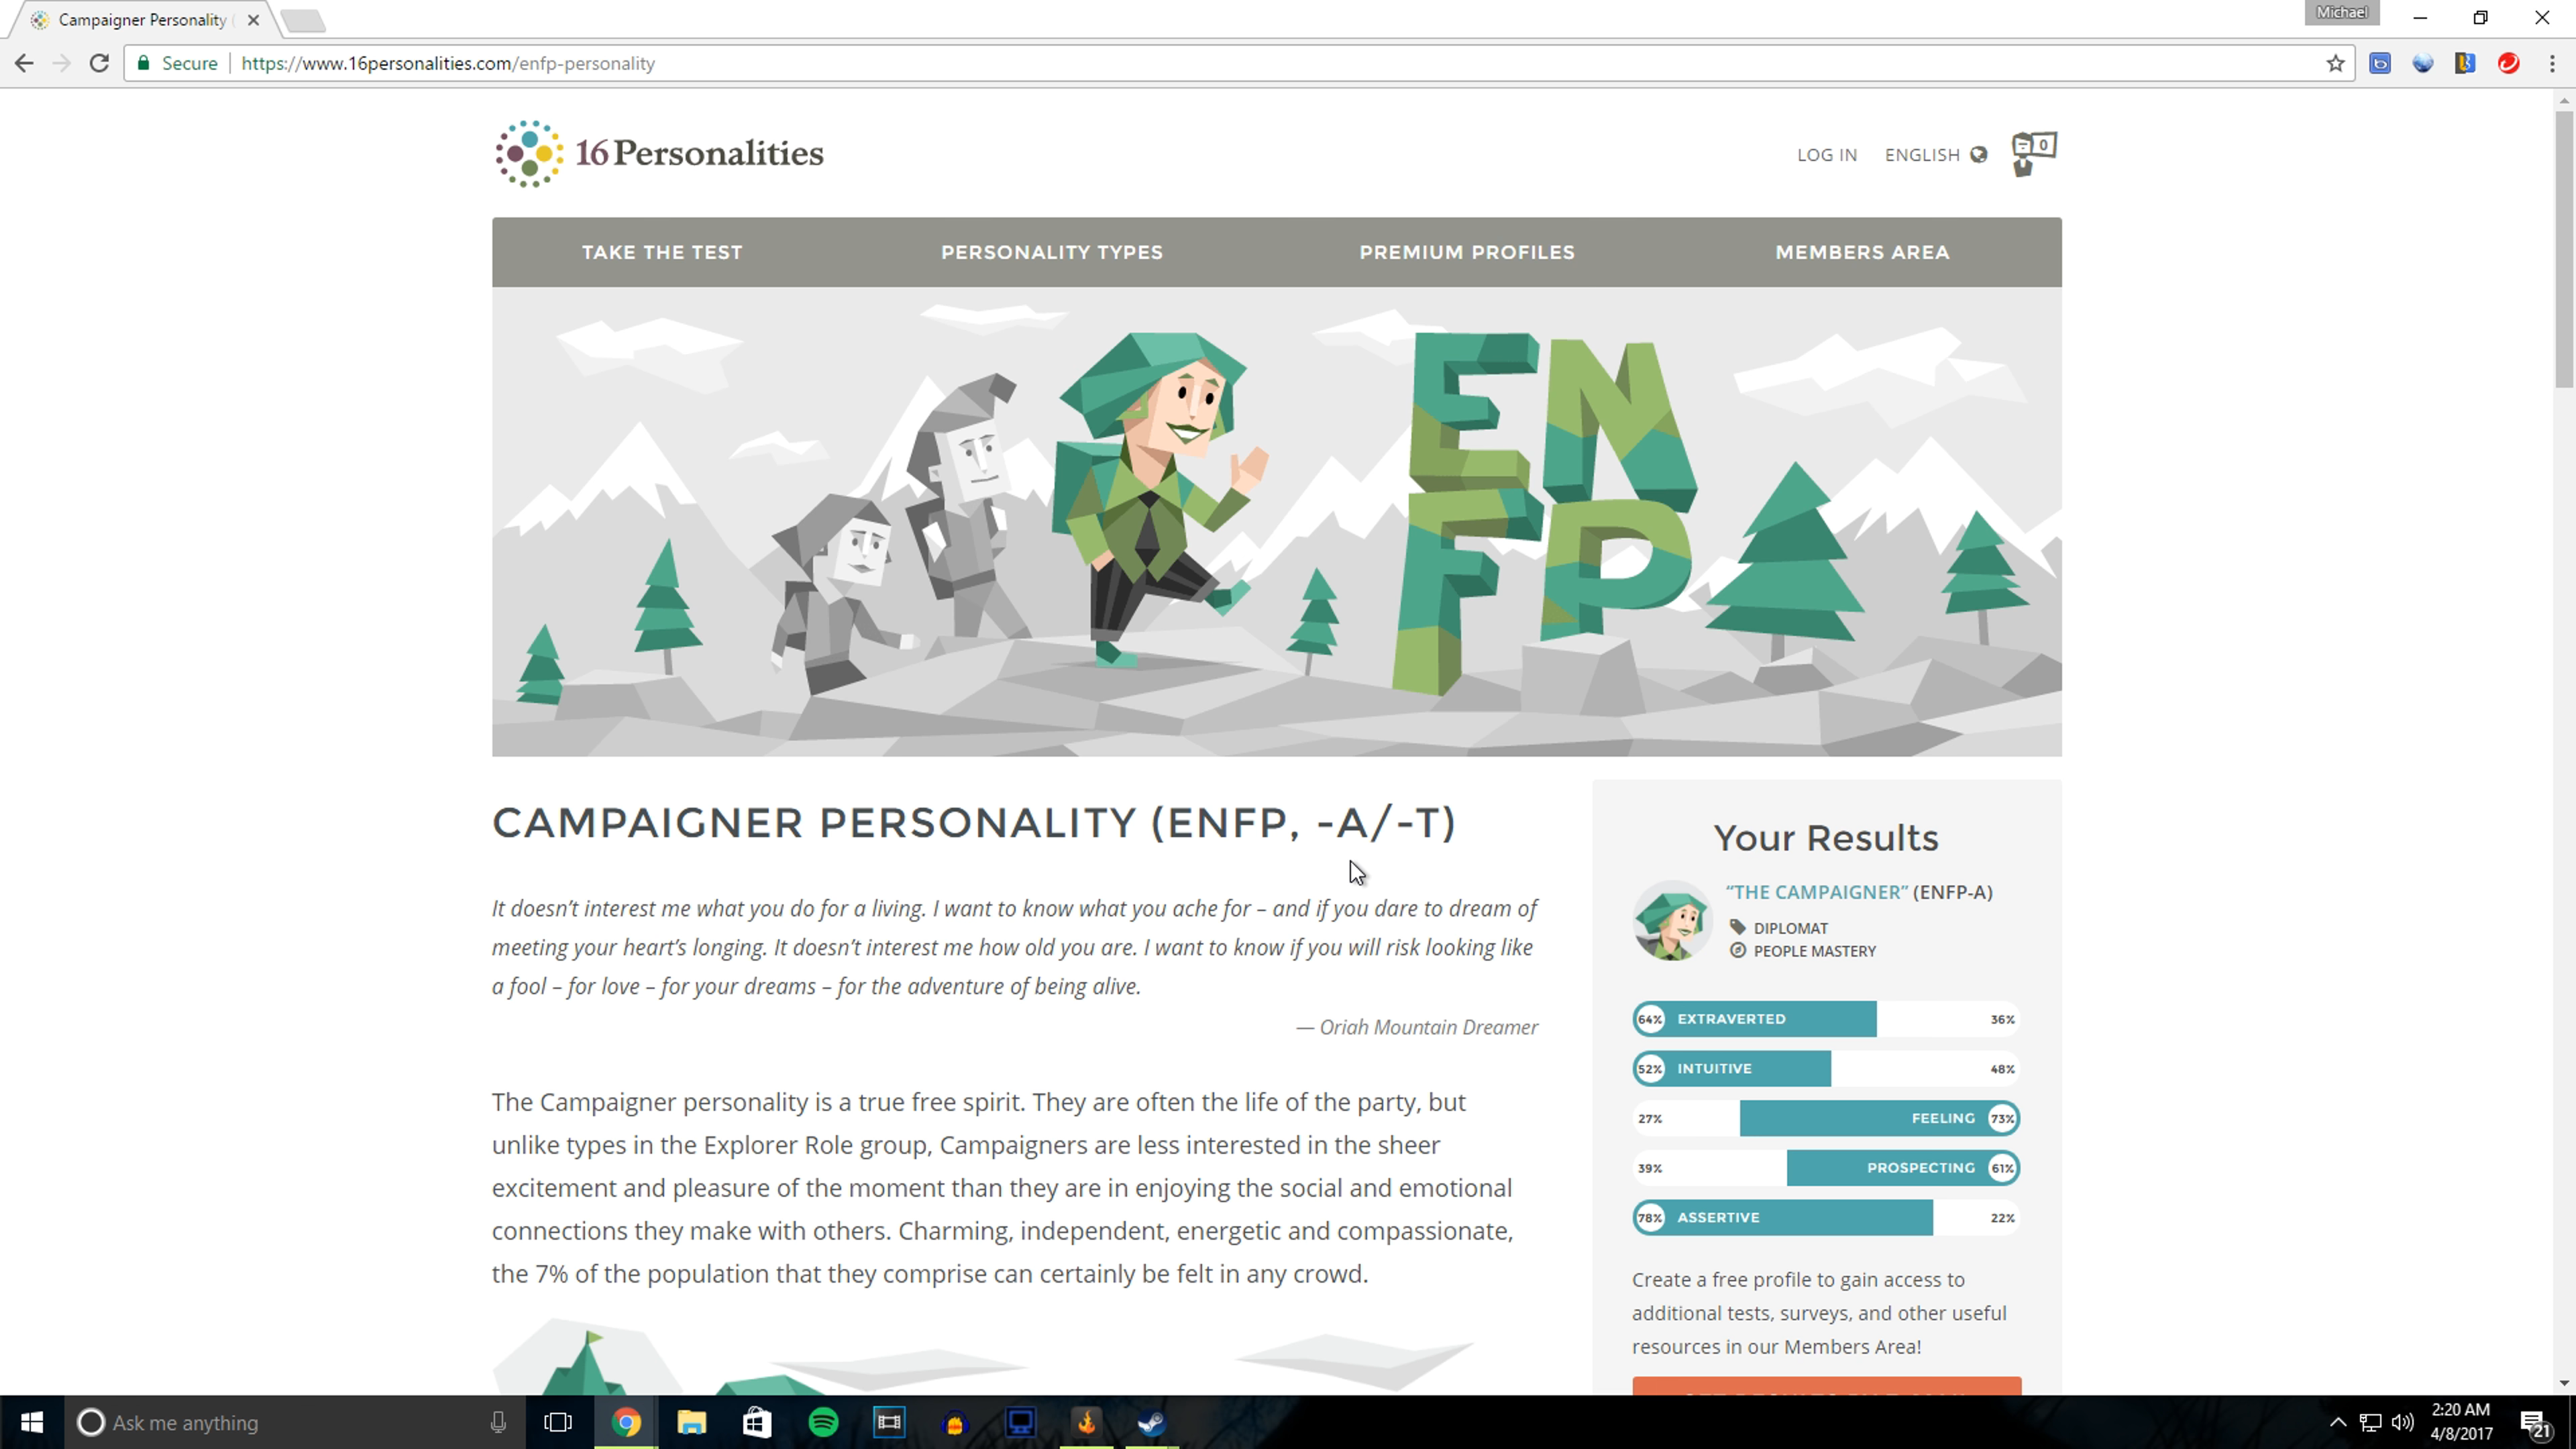 Campaigner Personality (
Michael
Secure
https://www.16personalities.com/enfp-personality
16Personalities
LOG IN
ENGLISH
0
TAKE THE TEST
PERSONALITY TYPES
PREMIUM PROFILES
MEMBERS AREA
EN
FP
CAMPAIGNER PERSONALITY (ENFP, -A/-T)
It doesn't interest me what you do for a living. I want to know what you ache for – and if you dare to dream of
meeting your heart's longing. It doesn't interest me how old you are. I want to know if you will risk looking like
a fool – for love – for your dreams – for the adventure of being alive.
— Oriah Mountain Dreamer
The Campaigner personality is a true free spirit. They are often the life of the party, but
unlike types in the Explorer Role group, Campaigners are less interested in the sheer
excitement and pleasure of the moment than they are in enjoying the social and emotional
connections they make with others. Charming, independent, energetic and compassionate,
the 7% of the population that they comprise can certainly be felt in any crowd.
Your Results
“THE CAMPAIGNER” (ENFP-A)
DIPLOMAT
PEOPLE MASTERY
64% EXTRAVERTED 36%
52% INTUITIVE 48%
27% FEELING 73%
39% PROSPECTING 61%
78% ASSERTIVE 22%
Create a free profile to gain access to
additional tests, surveys, and other useful
resources in our Members Area!
Ask me anything
2:20 AM
4/8/2017
21